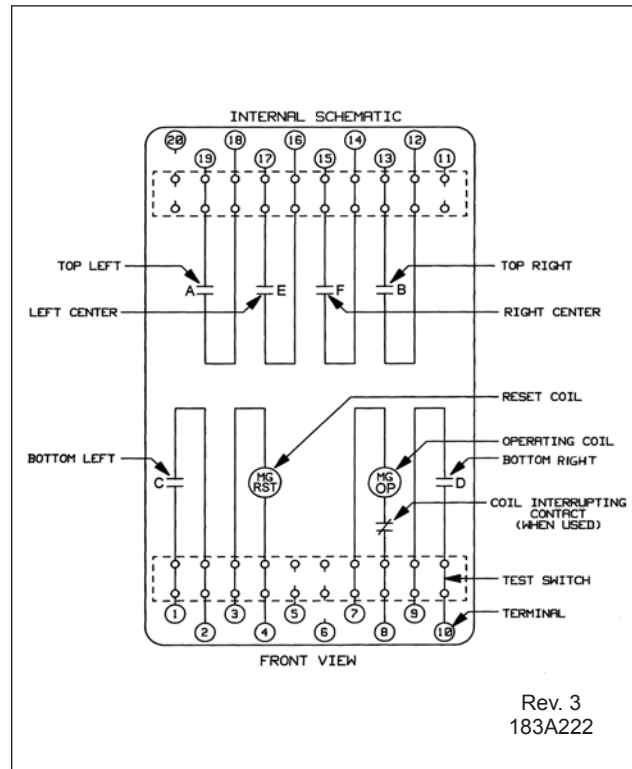 INTERNAL SCHEMATIC
20 18 16 14 12
19 17 15 13 11
TOP LEFT
TOP RIGHT
A E F B
LEFT CENTER
RIGHT CENTER
RESET COIL
OPERATING COIL
BOTTOM LEFT
BOTTOM RIGHT
MG
RST
MG
OP
C
D
COIL INTERRUPTING
CONTACT
(WHEN USED)
TEST SWITCH
1 3 5 7 9
TERMINAL
2 4 6 8 10
FRONT VIEW
Rev. 3
183A222